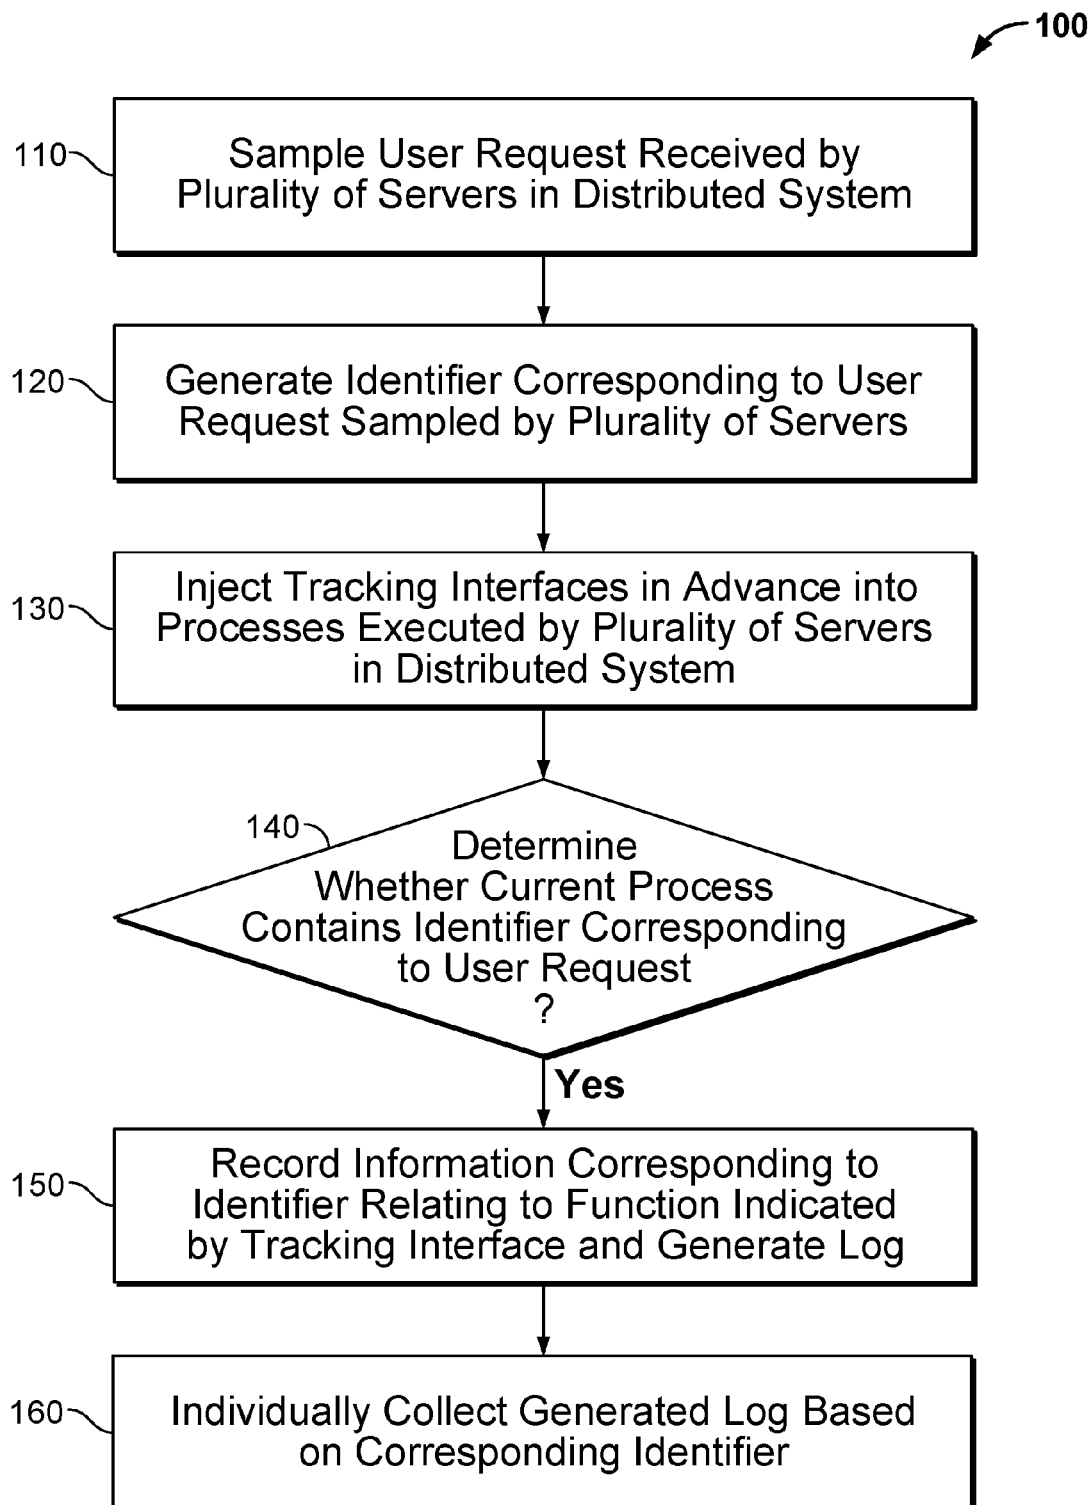 100
110
Sample User Request Received by
Plurality of Servers in Distributed System
120
Generate Identifier Corresponding to User
Request Sampled by Plurality of Servers
130
Inject Tracking Interfaces in Advance into
Processes Executed by Plurality of Servers
in Distributed System
140
Determine
Whether Current Process
Contains Identifier Corresponding
to User Request
?
Yes
150
Record Information Corresponding to
Identifier Relating to Function Indicated
by Tracking Interface and Generate Log
160
Individually Collect Generated Log Based
on Corresponding Identifier